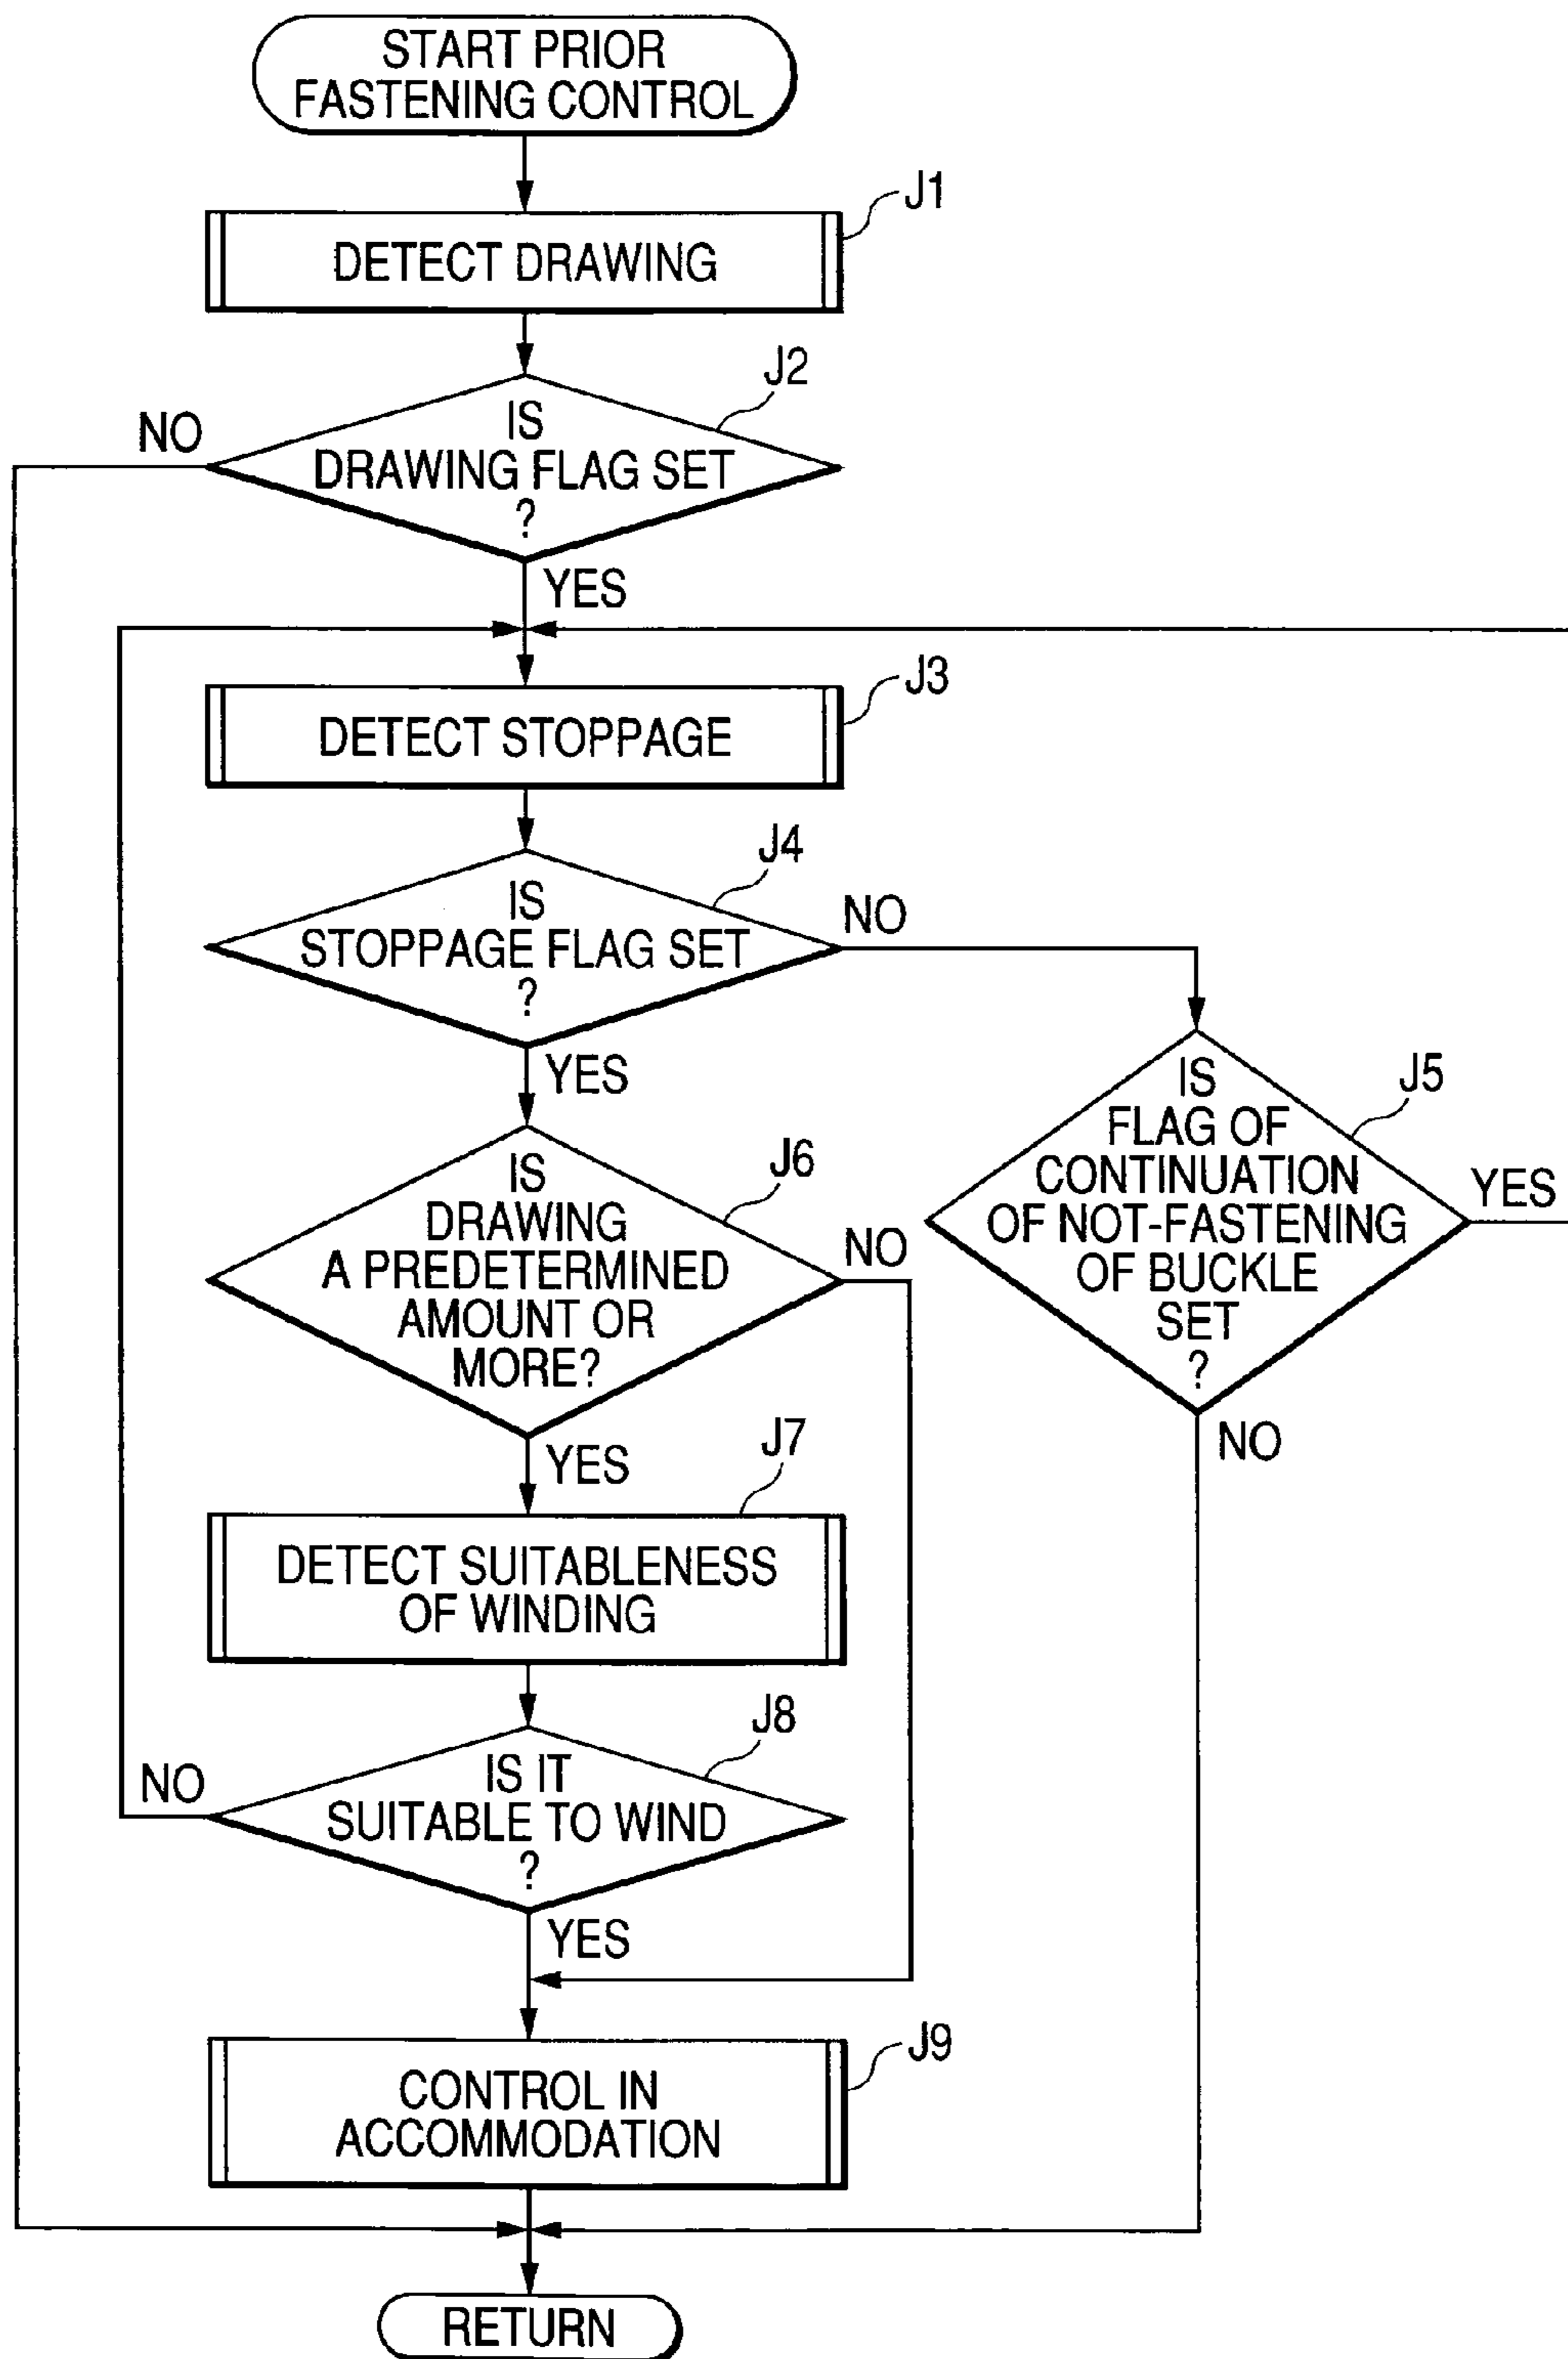 START PRIOR
FASTENING CONTROL
J1
DETECT DRAWING
J2
NO
IS
DRAWING FLAG SET
?
YES
J3
DETECT STOPPAGE
J4
IS
STOPPAGE FLAG SET
?
NO
YES
J5
IS
FLAG OF
CONTINUATION
OF NOT-FASTENING
OF BUCKLE
SET
?
YES
NO
J6
IS
DRAWING
A PREDETERMINED
AMOUNT OR
MORE?
NO
YES
J7
DETECT SUITABLENESS
OF WINDING
J8
NO
IS IT
SUITABLE TO WIND
?
YES
J9
CONTROL IN
ACCOMMODATION
RETURN